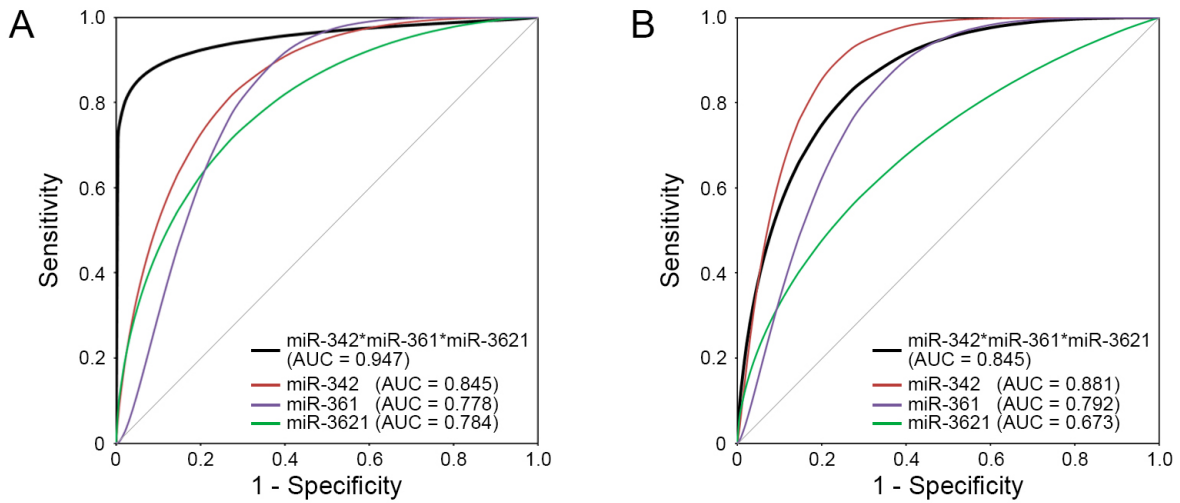 A
1.0
0.8
0.6
0.4
0.2
0
Sensitivity
0
0.2
0.4
0.6
0.8
1.0
1 - Specificity
miR-342*miR-361*miR-3621
(AUC = 0.947)
miR-342 (AUC = 0.845)
miR-361 (AUC = 0.778)
miR-3621 (AUC = 0.784)
B
1.0
0.8
0.6
0.4
0.2
0
Sensitivity
0
0.2
0.4
0.6
0.8
1.0
1 - Specificity
miR-342*miR-361*miR-3621
(AUC = 0.845)
miR-342 (AUC = 0.881)
miR-361 (AUC = 0.792)
miR-3621 (AUC = 0.673)